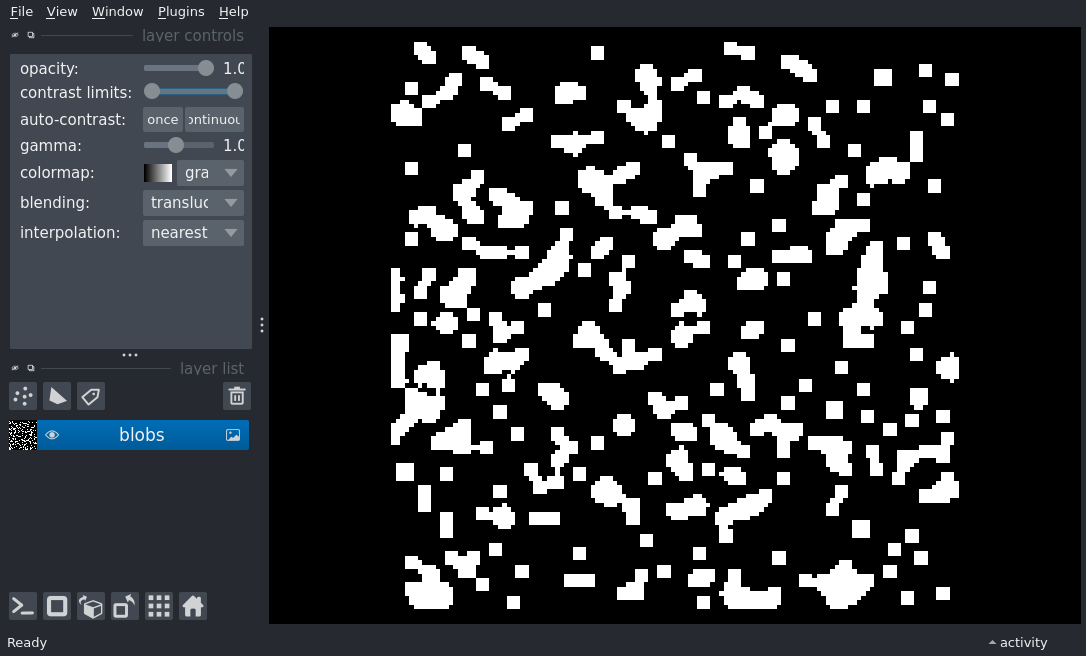 File View Window Plugins Help
layer controls
opacity: 1.0
contrast limits:
auto-contrast: once ontinuou
gamma: 1.0
colormap: gra
blending: transluc
interpolation: nearest
layer list
blobs
Ready
activity